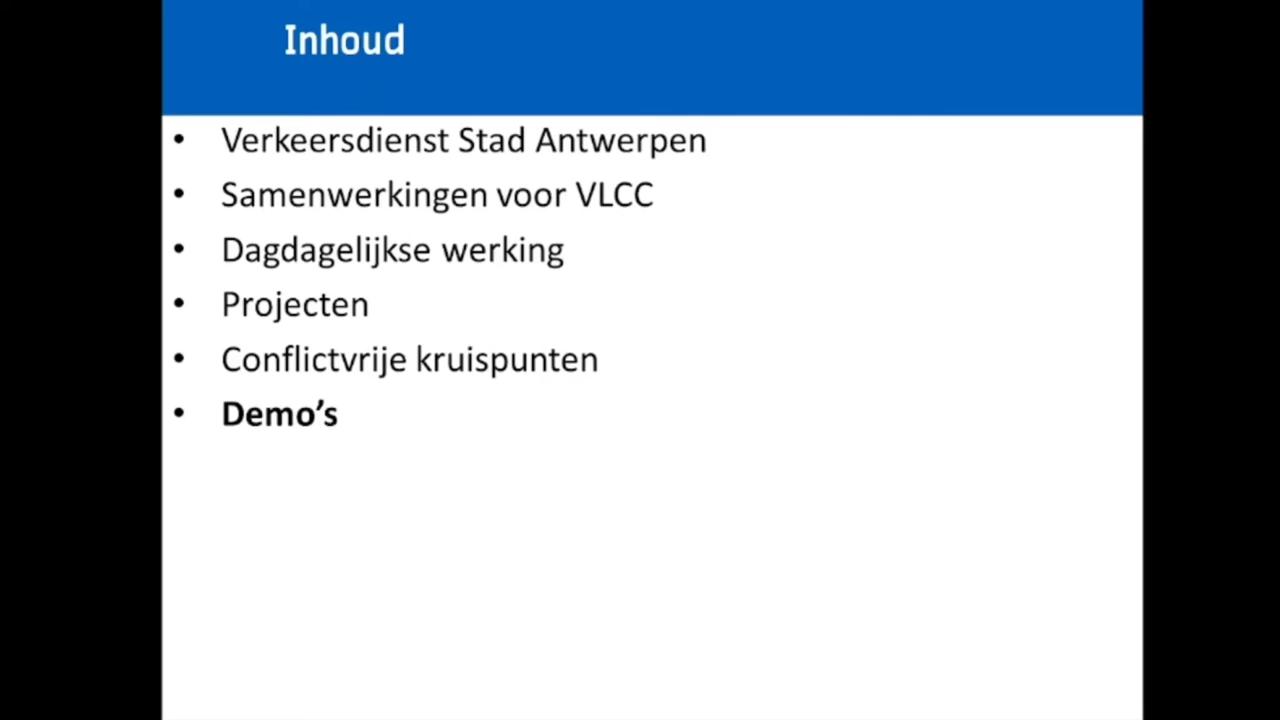 Inhoud
• Verkeersdienst Stad Antwerpen
• Samenwerkingen voor VLCC
• Dagdagelijkse werking
• Projecten
• Conflictvrije kruispunten
• Demo’s